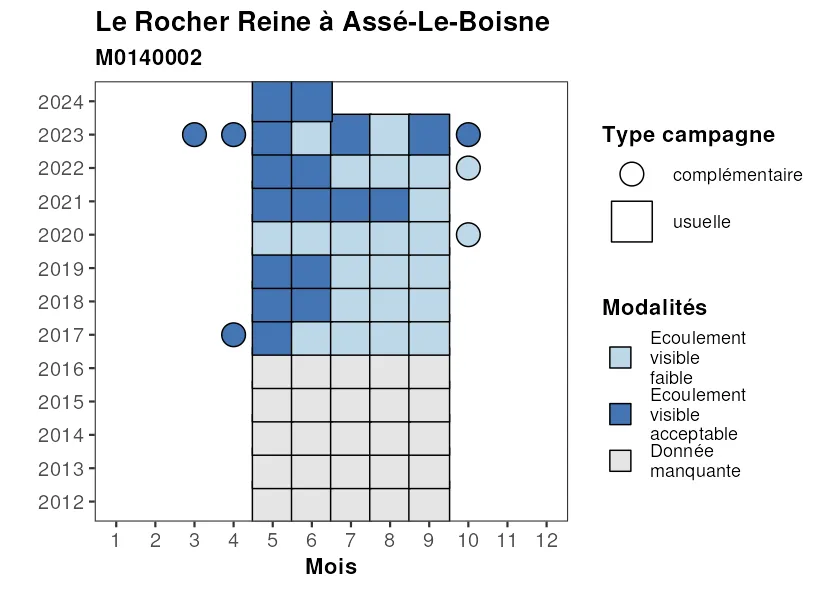 Le Rocher Reine à Assé-Le-Boisne
M0140002
2024
2023
2022
2021
2020
2019
2018
2017
2016
2015
2014
2013
2012
1 2 3 4 5 6 7 8 9 10 11 12
Mois
Type campagne
complémentaire
usuelle
Modalités
Ecoulement
visible
faible
Ecoulement
visible
acceptable
Donnée
manquante